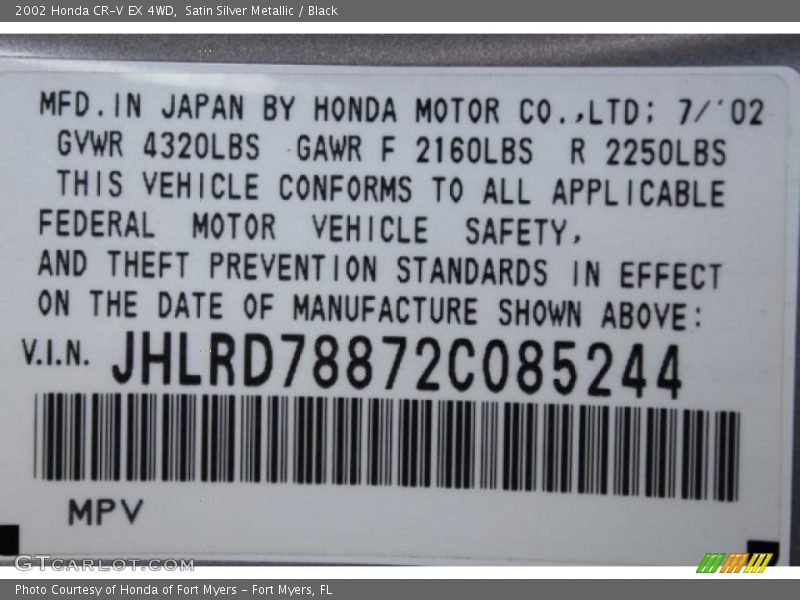 2002 Honda CR-V EX 4WD, Satin Silver Metallic / Black
MFD.IN JAPAN BY HONDA MOTOR CO.,LTD; 7/'02
GVWR 4320LBS GAWR F 2160LBS R 2250LBS
THIS VEHICLE CONFORMS TO ALL APPLICABLE
FEDERAL MOTOR VEHICLE SAFETY,
AND THEFT PREVENTION STANDARDS IN EFFECT
ON THE DATE OF MANUFACTURE SHOWN ABOVE:
V.I.N. JHLRD78872C085244
MPV
GTCARLOT.COM
Photo Courtesy of Honda of Fort Myers - Fort Myers, FL